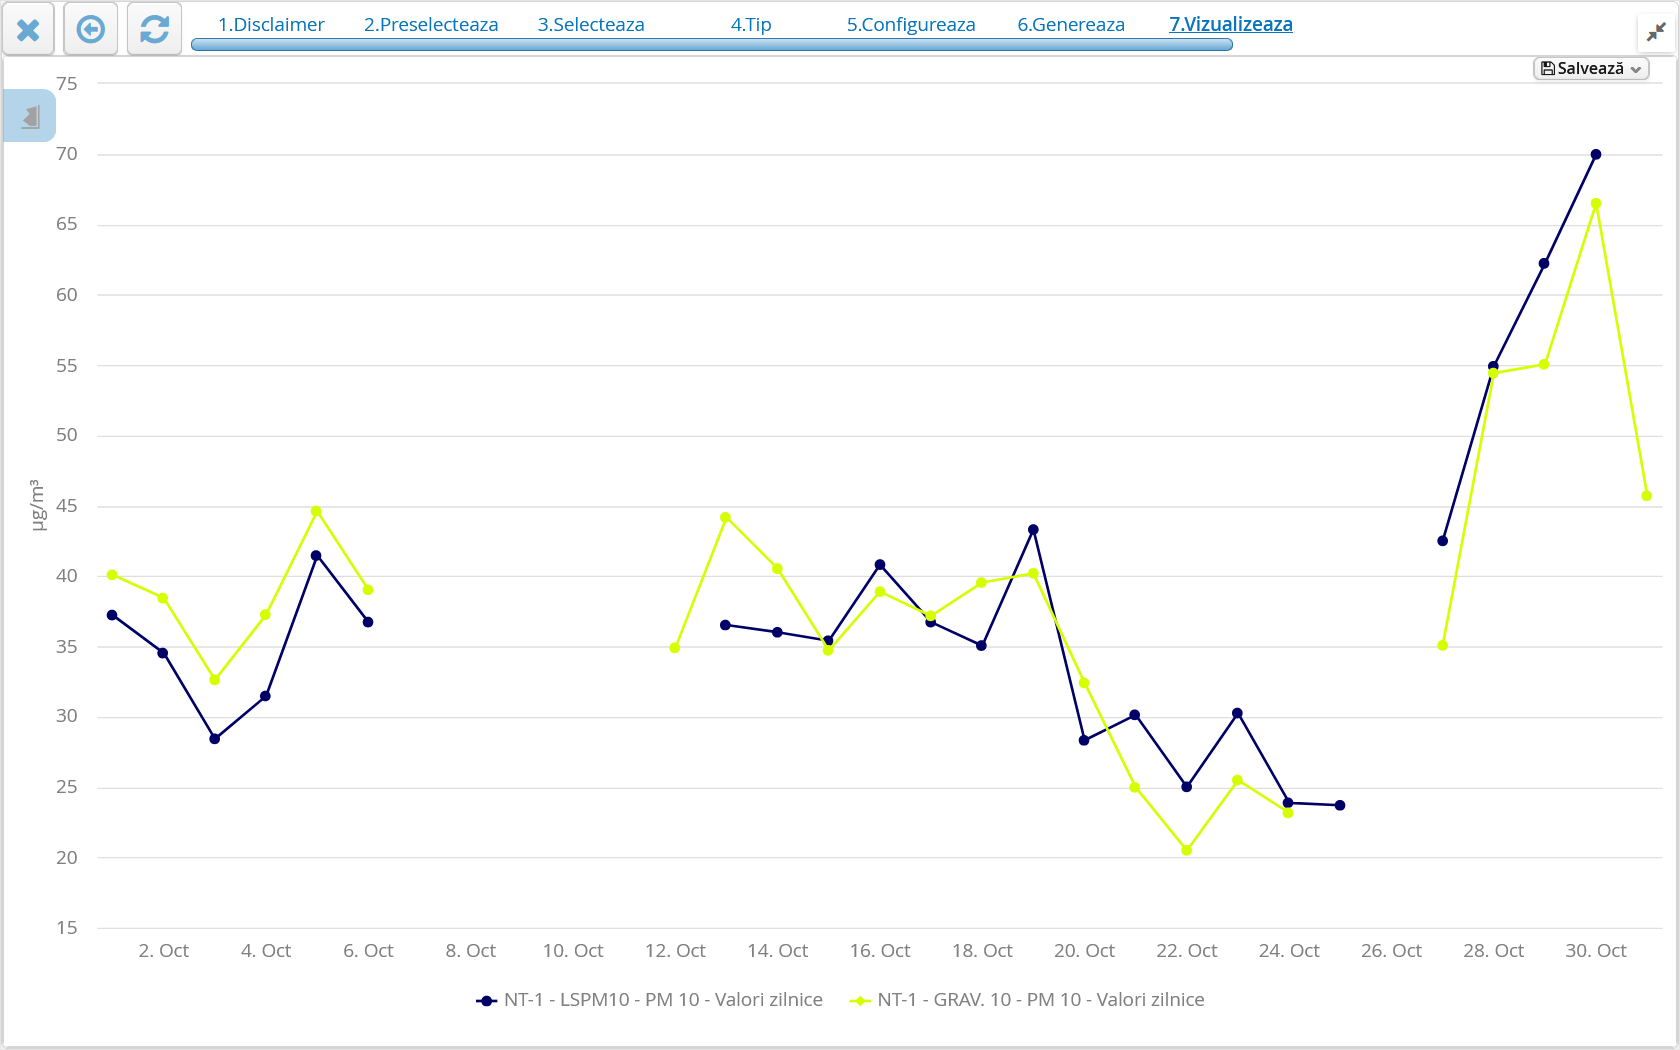 1.Disclaimer 2.Preselecteaza 3.Selecteaza 4.Tip 5.Configureaza 6.Genereaza 7.Vizualizeaza
Salvează
75
70
65
60
55
50
45
40
35
30
25
20
15
µg/m³
2. Oct 4. Oct 6. Oct 8. Oct 10. Oct 12. Oct 14. Oct 16. Oct 18. Oct 20. Oct 22. Oct 24. Oct 26. Oct 28. Oct 30. Oct
NT-1 - LSPM10 - PM 10 - Valori zilnice NT-1 - GRAV. 10 - PM 10 - Valori zilnice